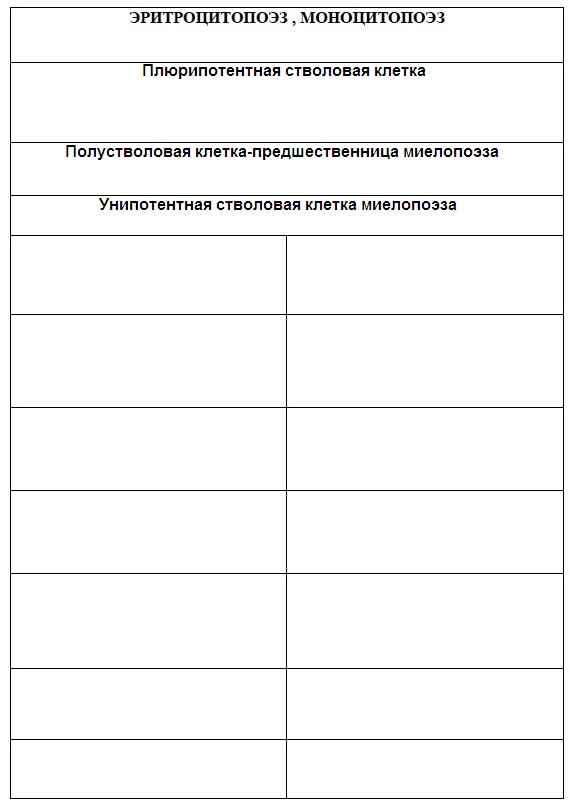 ЭРИТРОЦИТОПОЭЗ , МОНОЦИТОПОЭЗ
Плюрипотентная стволовая клетка
Полустволовая клетка-предшественница миелопоэза
Унипотентная стволовая клетка миелопоэза